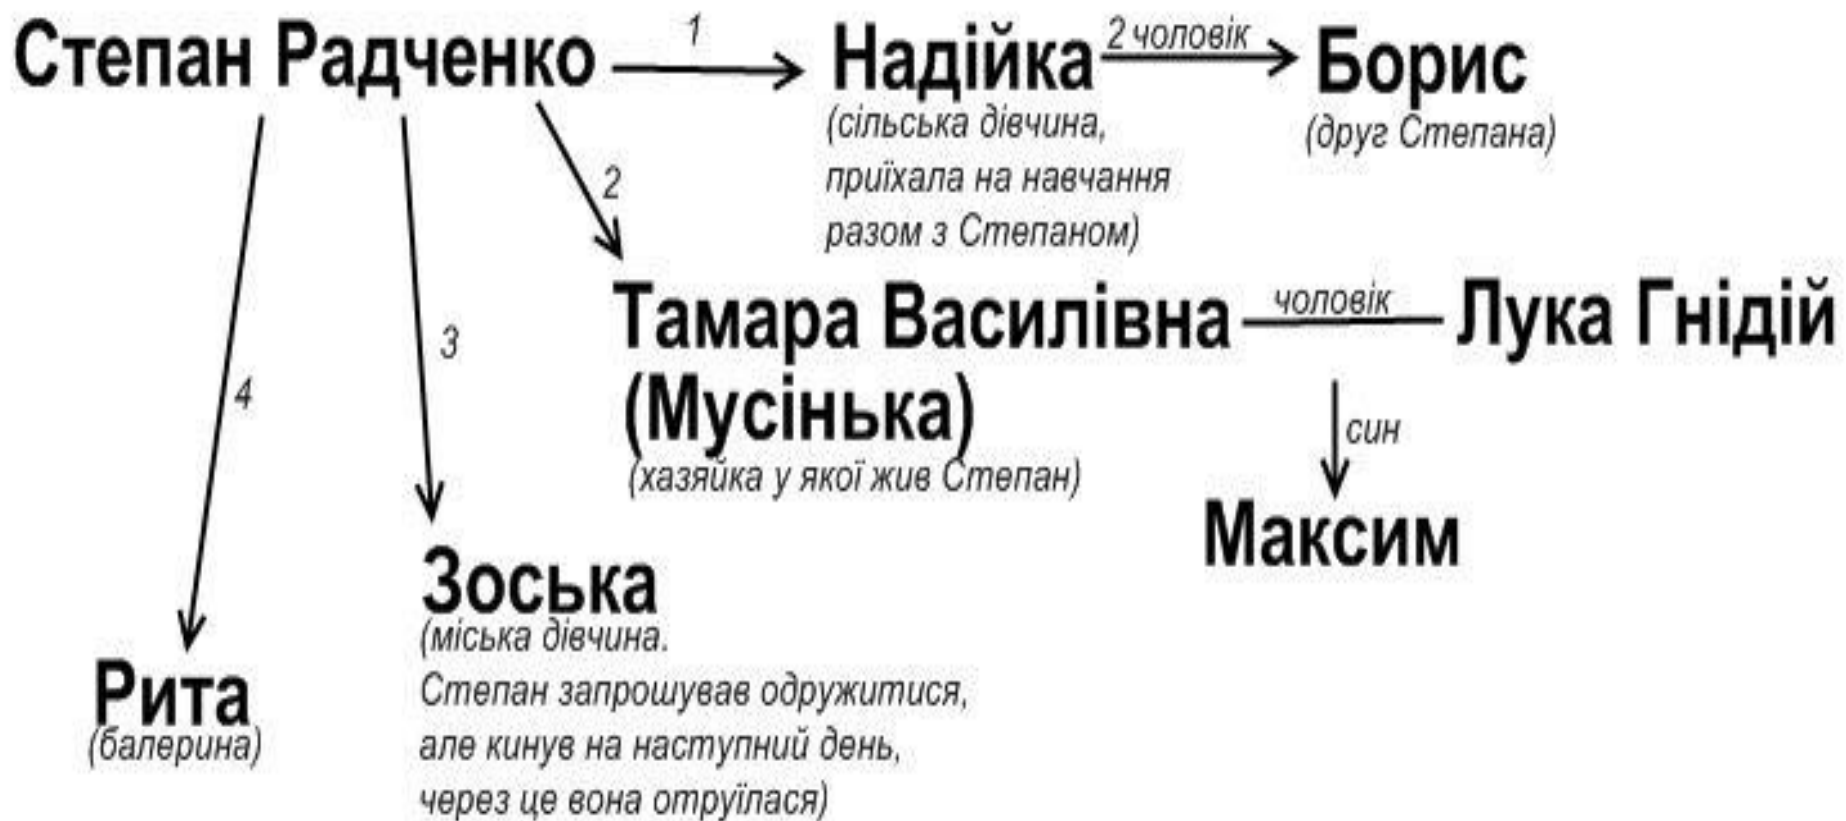 Степан Радченко
1
Надійка
2 чоловік
Борис
(сільська дівчина,
приїхала на навчання
разом з Степаном)
(друг Степана)
2
Тамара Василівна
чоловік
Лука Гнідій
(Мусінька)
(хазяйка у якої жив Степан)
син
Максим
3
Зоська
(міська дівчина.
Степан запрошував одружитися,
але кинув на наступний день,
через це вона отруїлася)
4
Рита
(балерина)